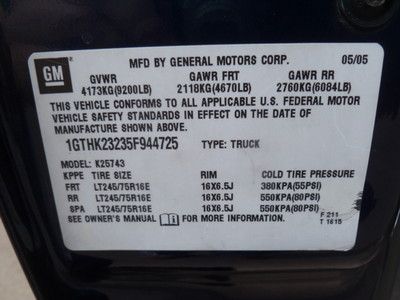 GM
MFD BY GENERAL MOTORS CORP. 05/05
GVWR GAWR FRT GAWR RR
4173KG(9200LB) 2118KG(4670LB) 2760KG(6084LB)
THIS VEHICLE CONFORMS TO ALL APPLICABLE U.S. FEDERAL MOTOR
VEHICLE SAFETY STANDARDS IN EFFECT ON THE DATE OF
MANUFACTURE SHOWN ABOVE.
1GTHK23235F944725 TYPE: TRUCK
MODEL: K25743
KPPE TIRE SIZE RIM COLD TIRE PRESSURE
FRT LT245/75R16E 16X6.5J 380KPA(55PSI)
RR LT245/75R16E 16X6.5J 550KPA(80PSI)
SPA LT245/75R16E 16X6.5J 550KPA(80PSI)
SEE OWNER'S MANUAL FOR MORE INFORMATION.
F 211
T 1615